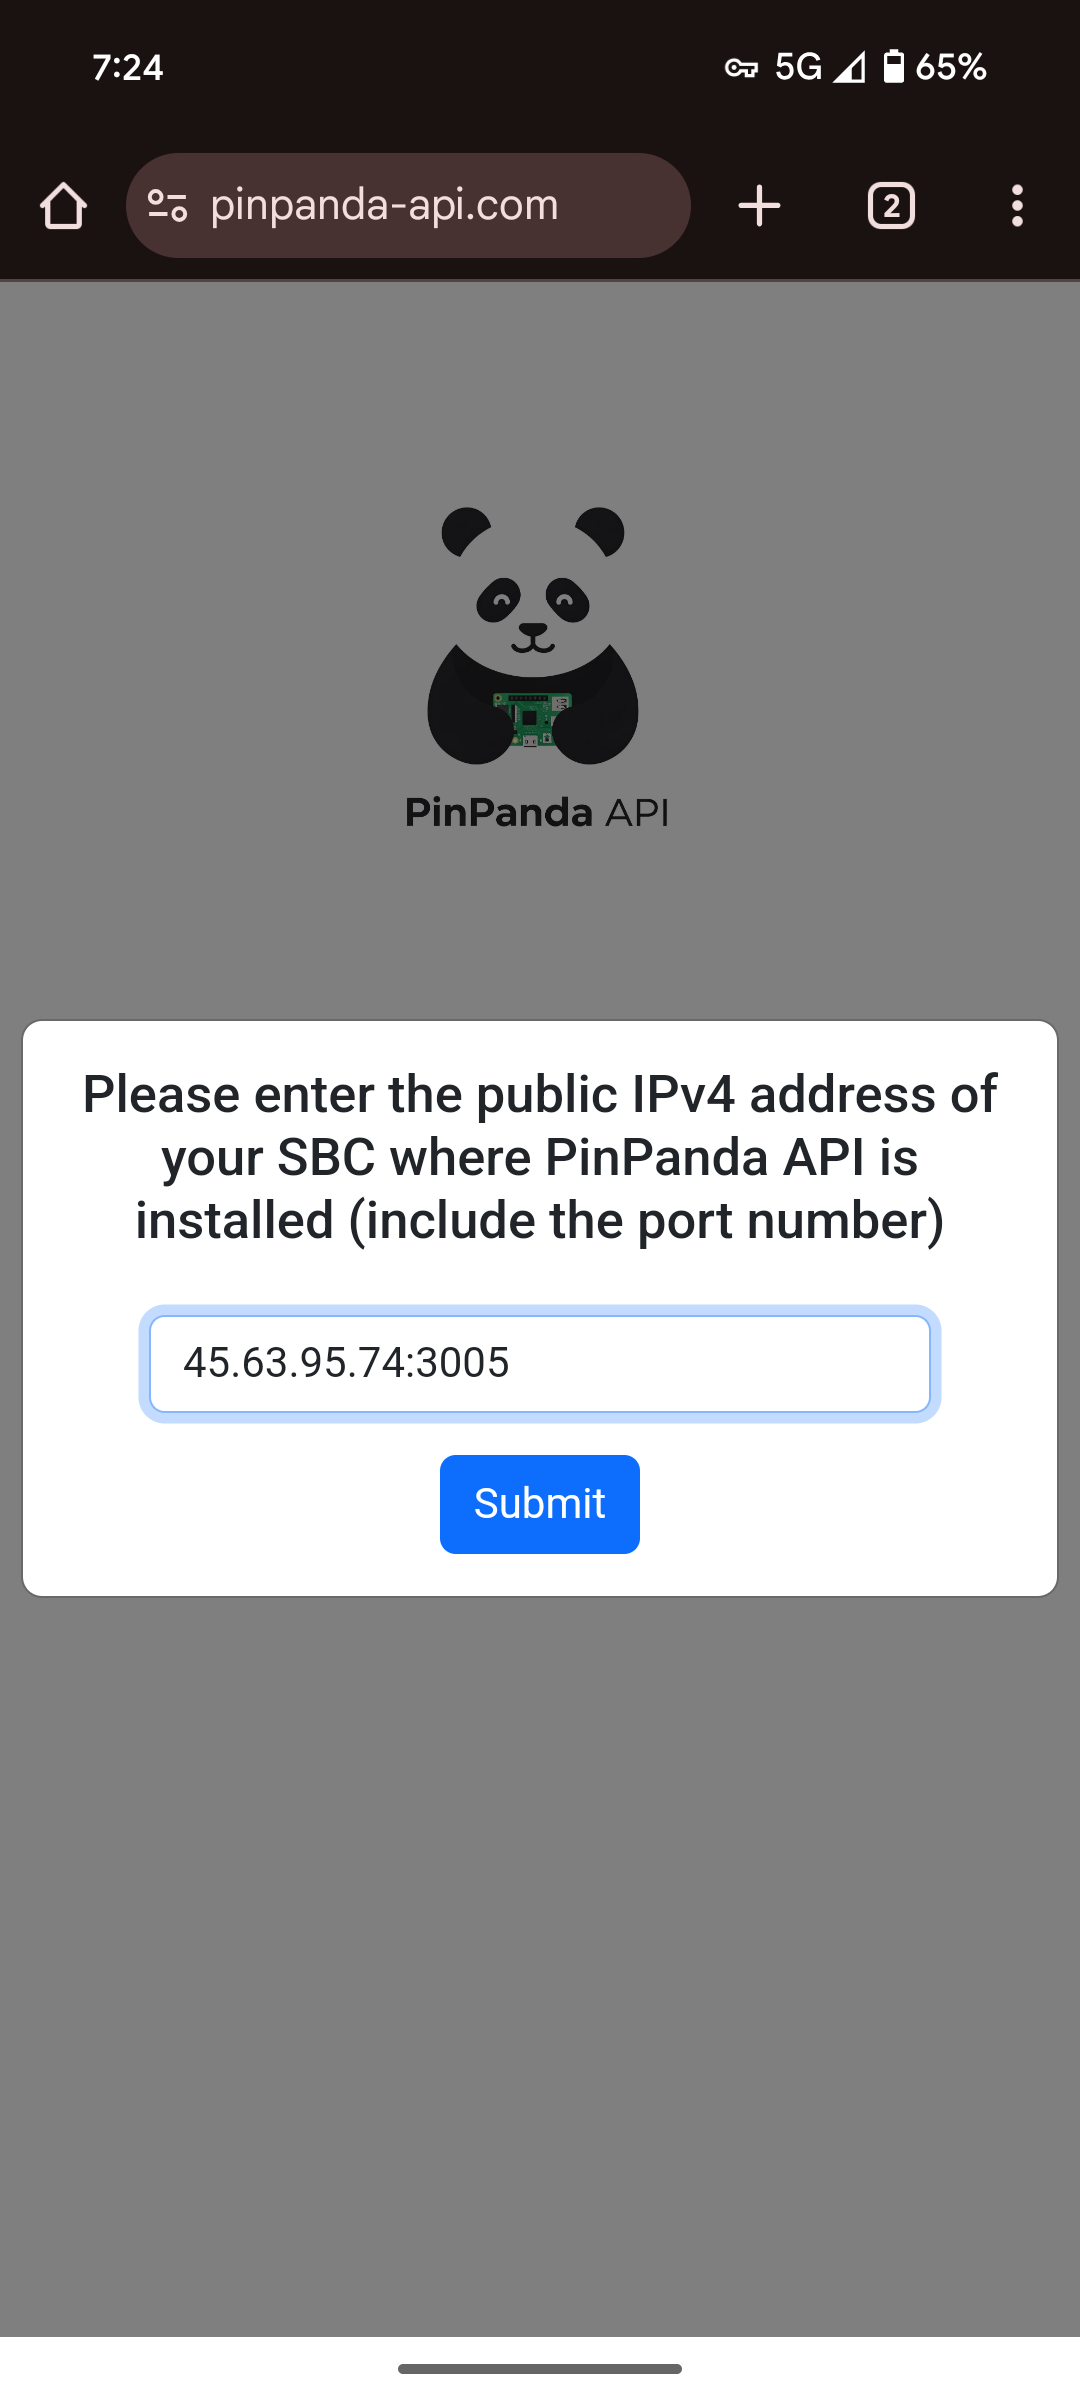 7:24 5G 65%
pinpanda-api.com 2
PinPanda API
Please enter the public IPv4 address of
your SBC where PinPanda API is
installed (include the port number)
45.63.95.74:3005
Submit